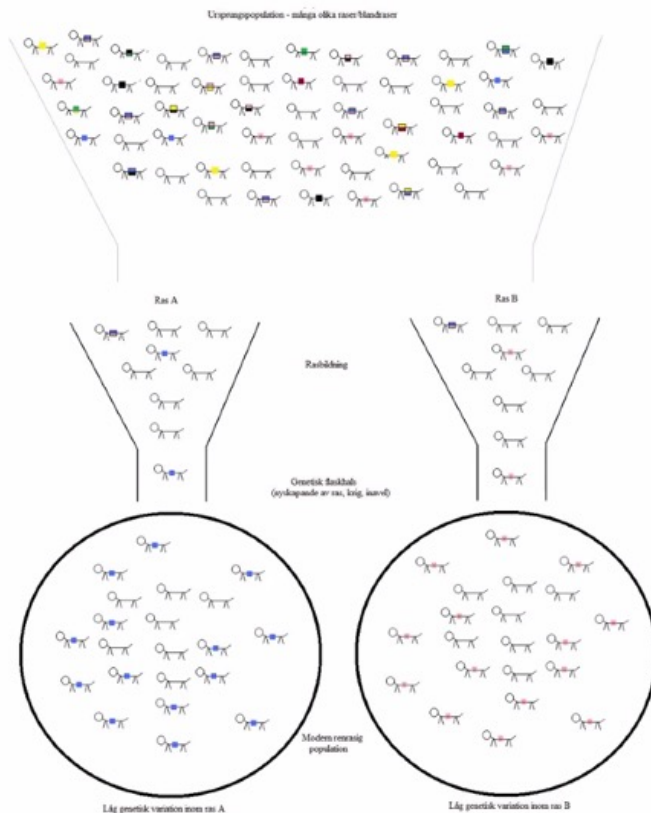 Ursprungspopulation - många olika raser/blandraser
Ras A
Ras B
Rasbildning
Genetisk flaskhals
(nyskapande av ras, krig, inavel)
Modern renrasig
population
Låg genetisk variation inom ras A
Låg genetisk variation inom ras B